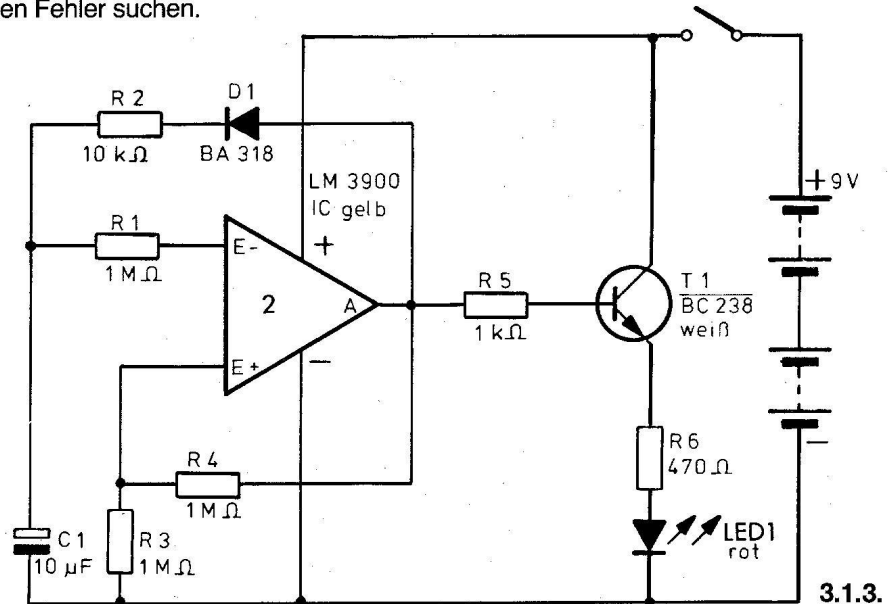 en Fehler suchen.
R 2
10 kΩ
D 1
BA 318
LM 3900
IC gelb
+
+ 9V
R 1
1 MΩ
E-
2
A
E+
−
R 5
1 kΩ
T 1
BC 238
weiß
R 4
1 MΩ
R 6
470 Ω
−
C 1
10 µF
R 3
1 MΩ
LED1
rot
3.1.3.